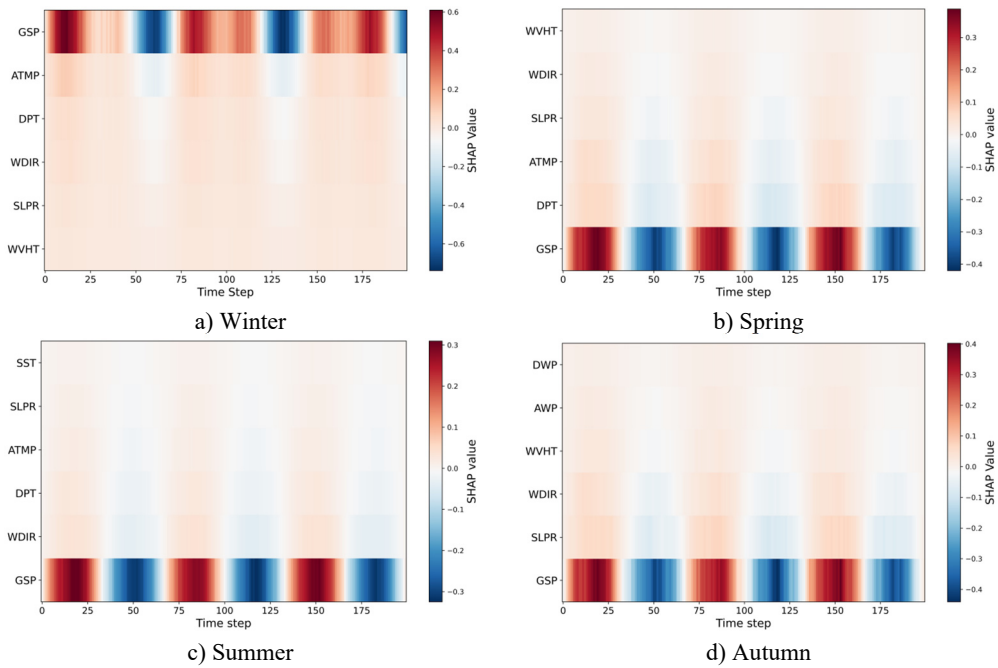 GSP
ATMP
DPT
WDIR
SLPR
WVHT
0 25 50 75 100 125 150 175
Time Step
0.6
0.4
0.2
0.0
−0.2
−0.4
−0.6
SHAP Value
a) Winter
WVHT
WDIR
SLPR
ATMP
DPT
GSP
0 25 50 75 100 125 150 175
Time Step
0.3
0.2
0.1
0.0
−0.1
−0.2
−0.3
−0.4
SHAP Value
b) Spring
SST
SLPR
ATMP
DPT
WDIR
GSP
0 25 50 75 100 125 150 175
Time step
0.3
0.2
0.1
0.0
−0.1
−0.2
−0.3
SHAP Value
c) Summer
DWP
AWP
WVHT
WDIR
SLPR
GSP
0 25 50 75 100 125 150 175
Time step
0.4
0.3
0.2
0.1
0.0
−0.1
−0.2
−0.3
−0.4
SHAP Value
d) Autumn